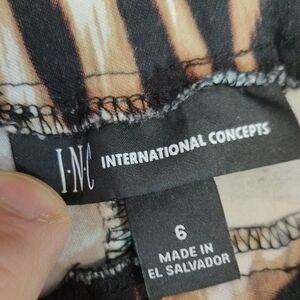 I·N·C INTERNATIONAL CONCEPTS
6
MADE IN
EL SALVADOR